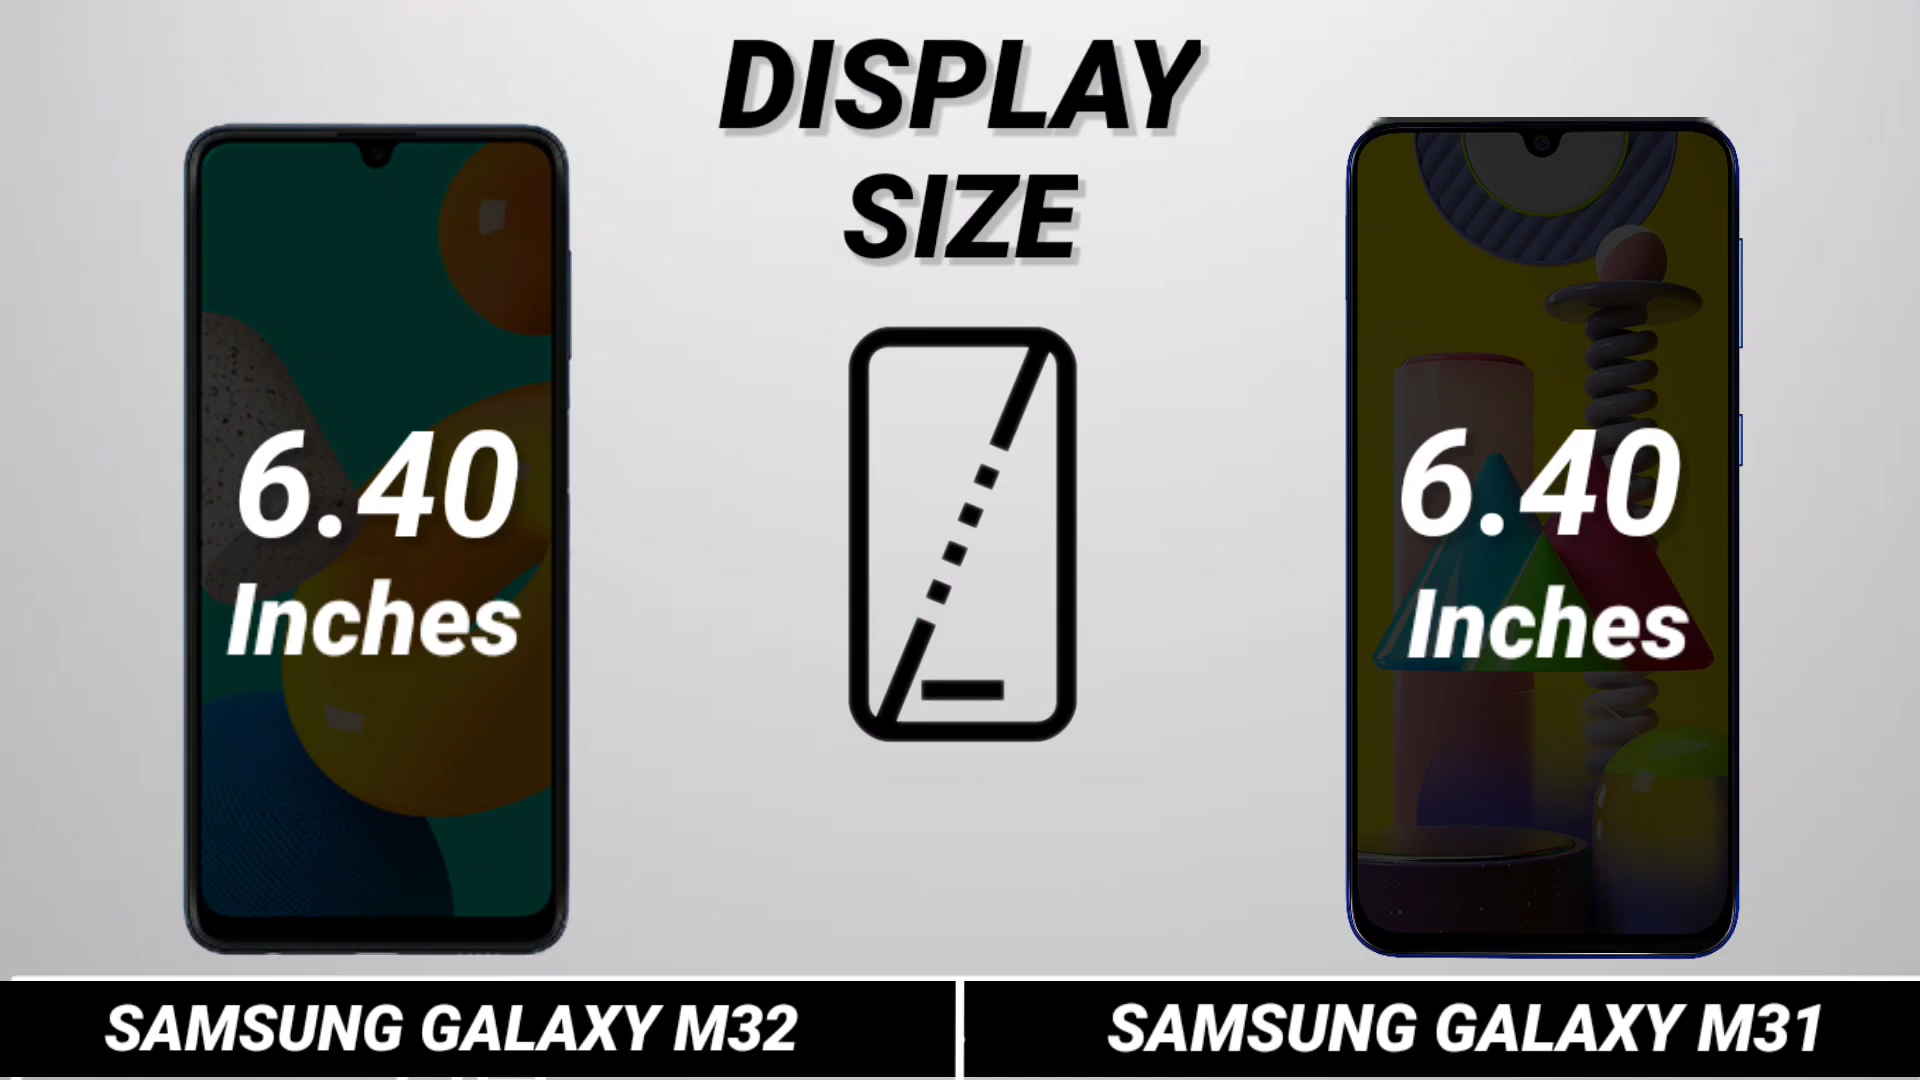 DISPLAY
SIZE
6.40
Inches
6.40
Inches
SAMSUNG GALAXY M32
SAMSUNG GALAXY M31